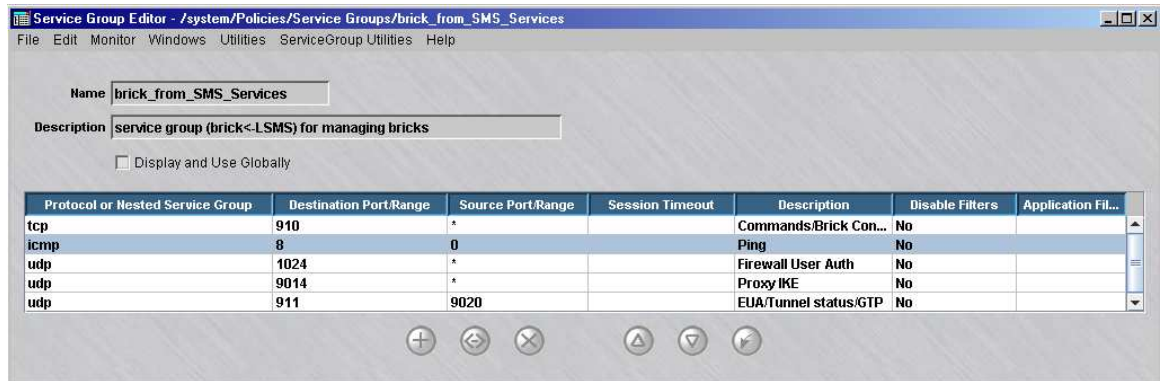 Service Group Editor - /system/Policies/Service Groups/brick_from_SMS_Services
File Edit Monitor Windows Utilities ServiceGroup Utilities Help
Name brick_from_SMS_Services
Description service group (brick<-LSMS) for managing bricks
Display and Use Globally
Protocol or Nested Service Group Destination Port/Range Source Port/Range Session Timeout Description Disable Filters Application Fil...
tcp 910 * Commands/Brick Con... No
icmp 8 0 Ping No
udp 1024 * Firewall User Auth No
udp 9014 * Proxy IKE No
udp 911 9020 EUA/Tunnel status/GTP No